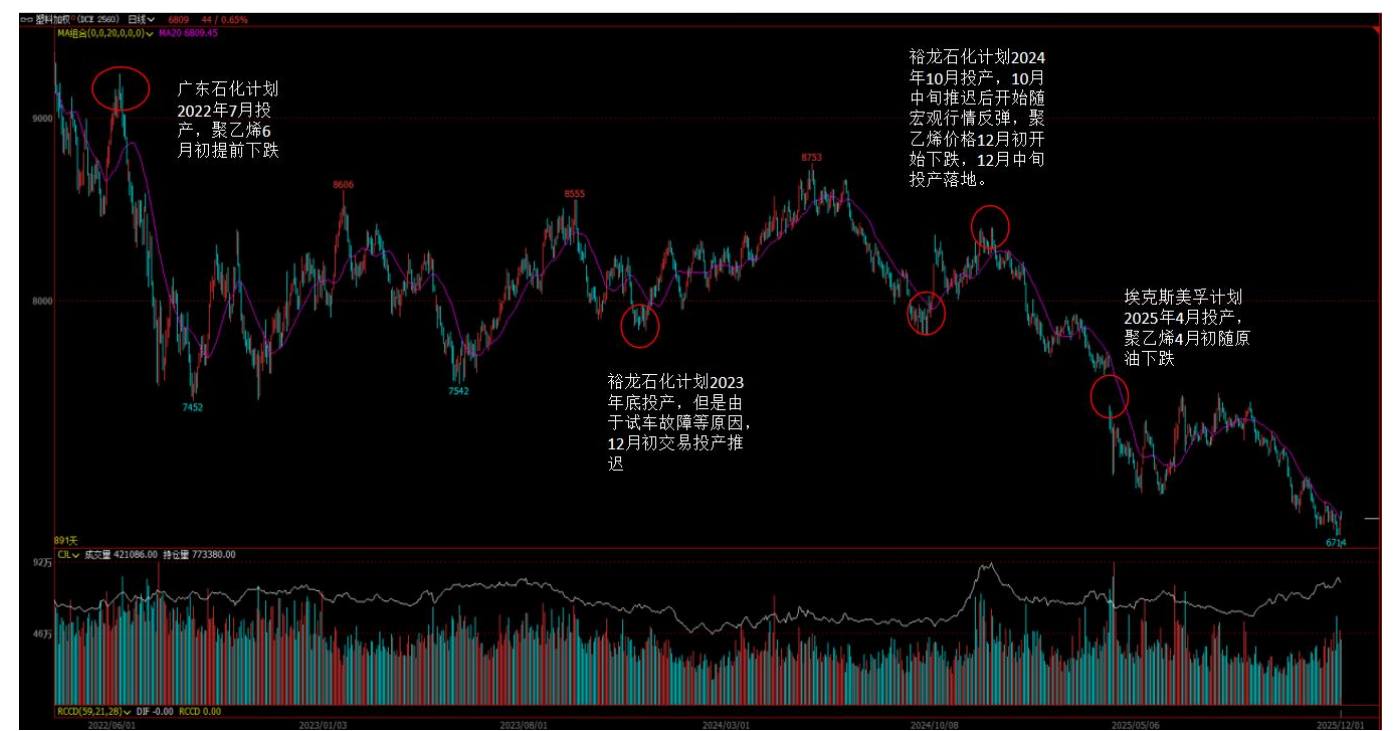 塑料加权 (DCE 2560) 日线 6809 44 / 0.65%
MA组合(0,0,20,0,0,0) MA20 6809.45
裕龙石化计划2024
年10月投产，10月
中旬推迟后开始随
宏观行情反弹，聚
乙烯价格12月初开
始下跌，12月中旬
投产落地。
广东石化计划
2022年7月投
产，聚乙烯6
月初提前下跌
9000
8753
8606
8555
埃克斯美孚计划
2025年4月投产，
聚乙烯4月初随原
油下跌
8000
裕龙石化计划2023
年底投产，但是由
于试车故障等原因，
12月初交易投产推
迟
7542
7452
891天
6714
CJL 成交量 421086.00 持仓量 773380.00
92万
46万
RCCD(59,21,28) DIF -0.00 RCCD 0.00
2022/06/01 2023/01/03 2023/08/01 2024/03/01 2024/10/08 2025/05/06 2025/12/01